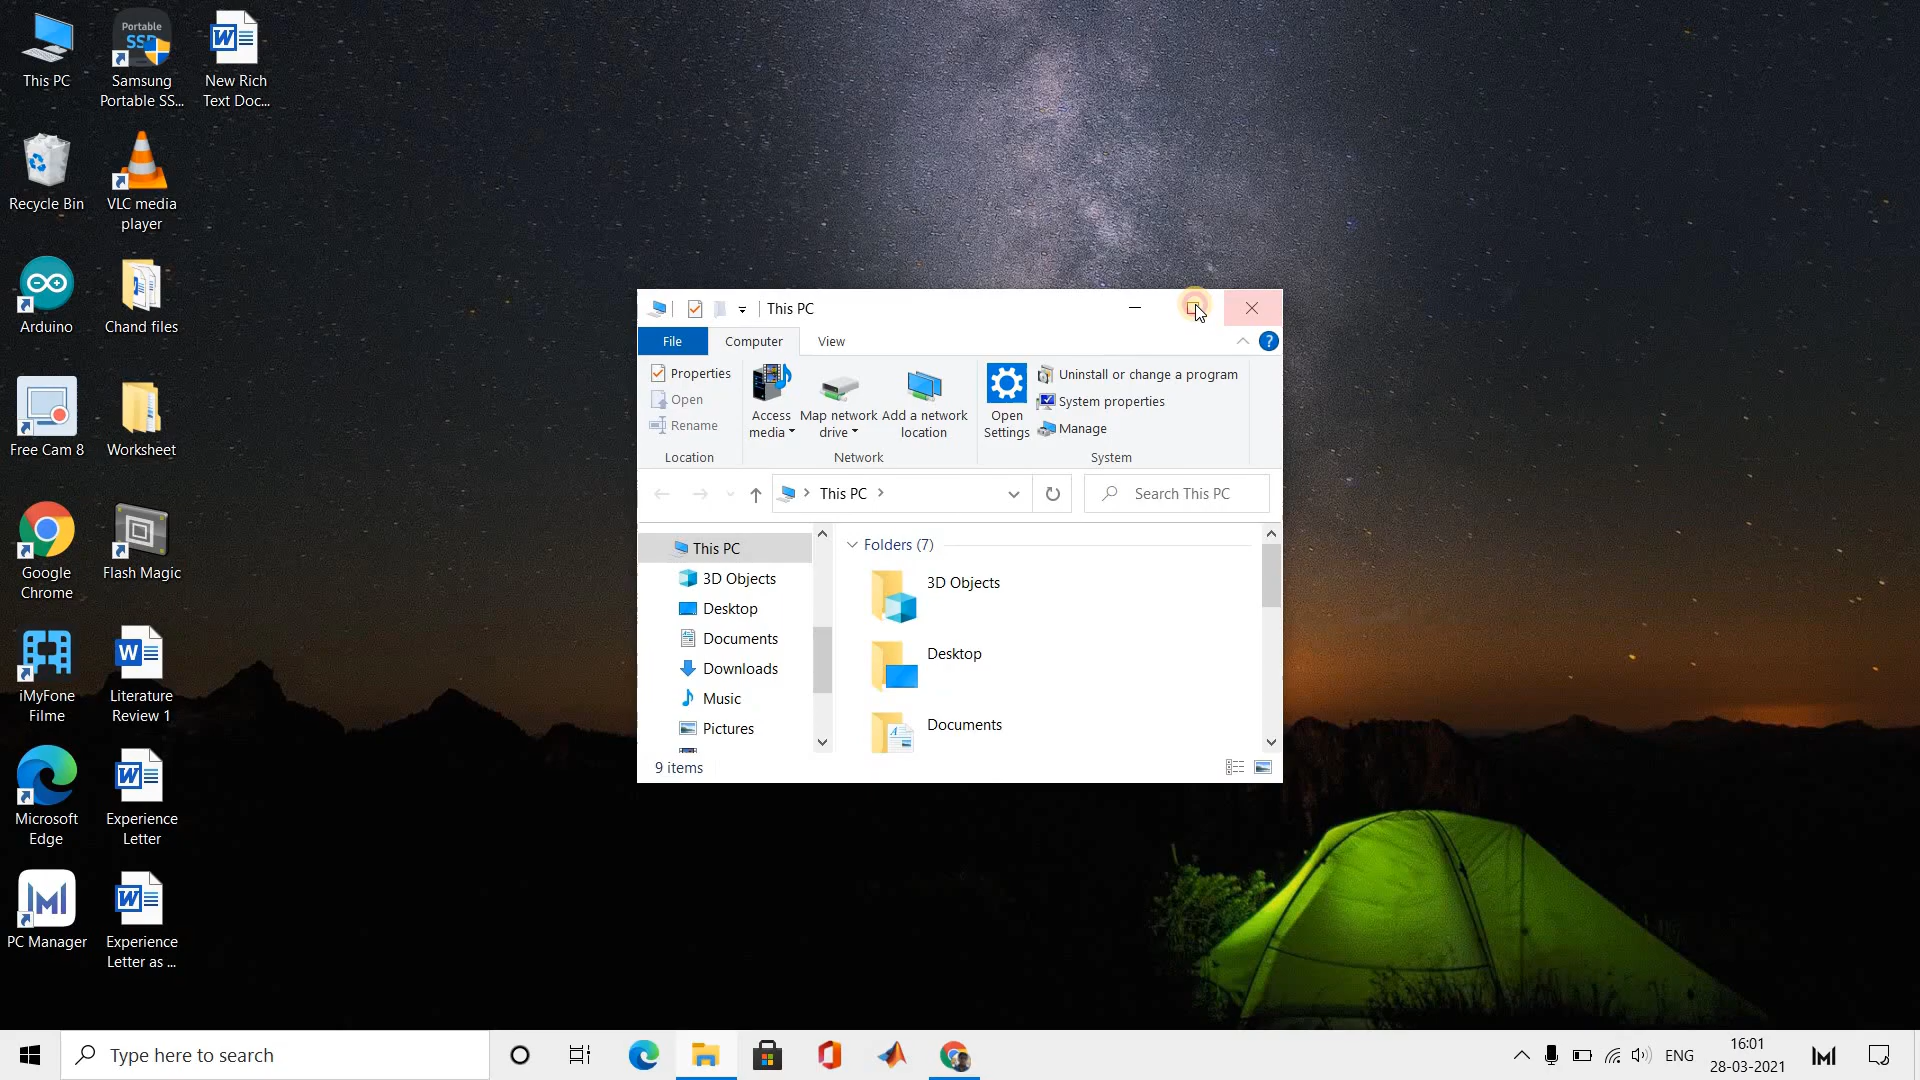 This PC
Portable
SSD
Samsung
Portable SS...
New Rich
Text Doc...
Recycle Bin
VLC media
player
Arduino
Chand files
Free Cam 8
Worksheet
Google
Chrome
Flash Magic
iMyFone
Filme
Literature
Review 1
Microsoft
Edge
Experience
Letter
PC Manager
Experience
Letter as ...
This PC
File
Computer
View
?
Properties
Open
Rename
Location
Access
media
Map network
drive
Add a network
location
Network
Open
Settings
Uninstall or change a program
System properties
Manage
System
This PC
Search This PC
This PC
3D Objects
Desktop
Documents
Downloads
Music
Pictures
Folders (7)
3D Objects
Desktop
Documents
9 items
Type here to search
ENG
16:01
28-03-2021